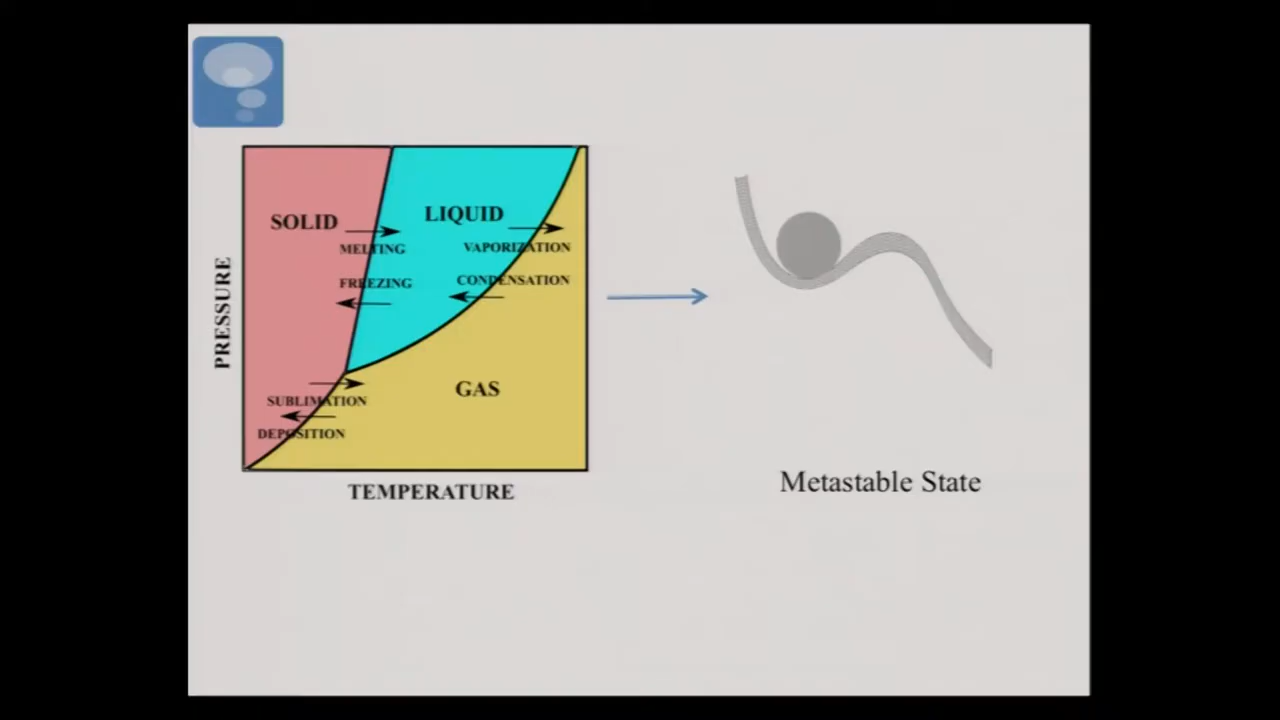 SOLID
LIQUID
MELTING
VAPORIZATION
FREEZING
CONDENSATION
PRESSURE
GAS
SUBLIMATION
DEPOSITION
TEMPERATURE
Metastable State